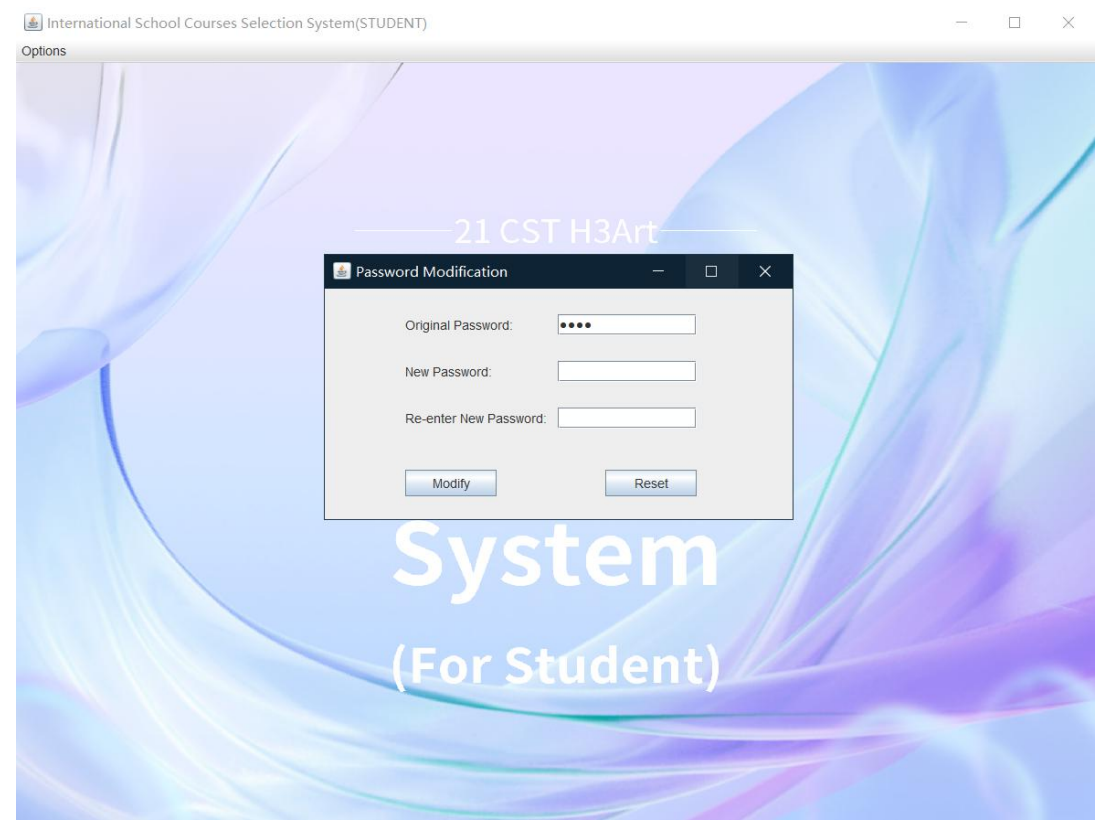 International School Courses Selection System(STUDENT)
Options
21 CST H3Art
Password Modification
Original Password: ●●●●
New Password:
Re-enter New Password:
Modify Reset
System
(For Student)